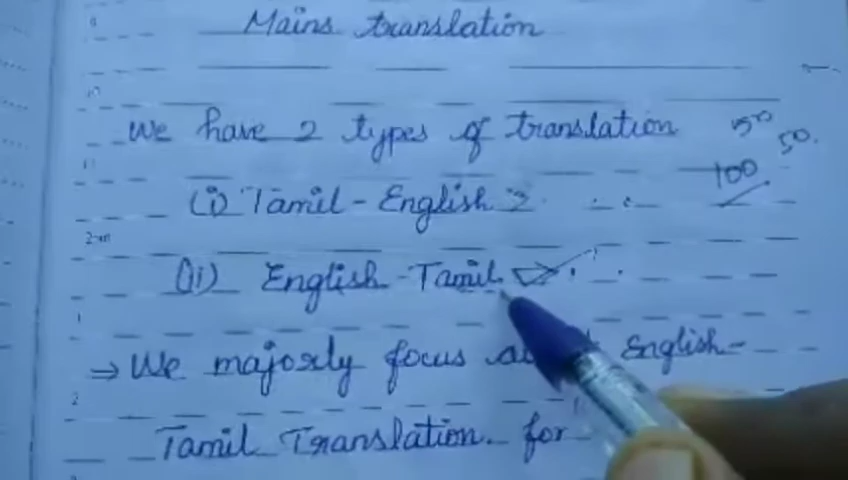 Mains translation
We have 2 types of translation 50 50.
100
(i) Tamil - English 2
(ii) English - Tamil
⇒ We majorly focus English -
Tamil Translation. for